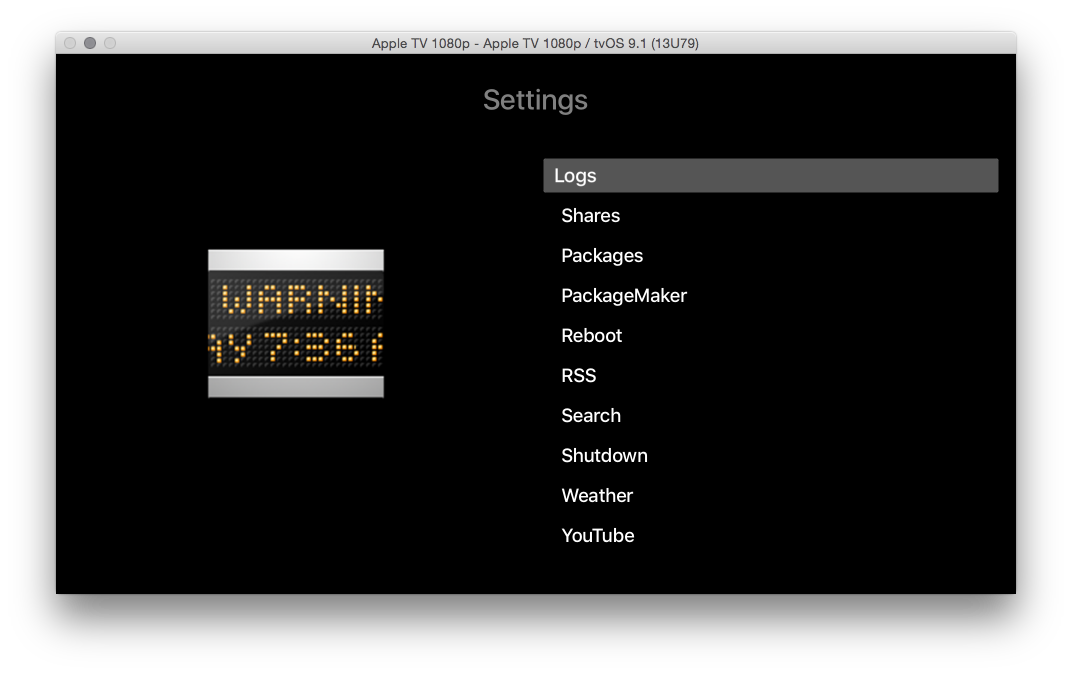 Apple TV 1080p - Apple TV 1080p / tvOS 9.1 (13U79)
Settings
Logs
Shares
Packages
PackageMaker
Reboot
RSS
Search
Shutdown
Weather
YouTube
WARNIN
AY 7:36 A